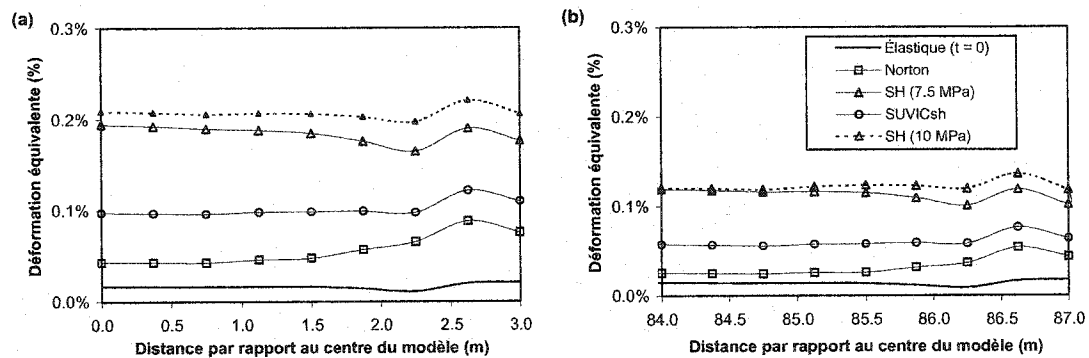 (a)
0.3%
0.2%
0.1%
0.0%
Déformation équivalente (%)
0.0 0.5 1.0 1.5 2.0 2.5 3.0
Distance par rapport au centre du modèle (m)
(b)
0.3%
0.2%
0.1%
0.0%
Déformation équivalente (%)
Élastique (t = 0)
Norton
SH (7.5 MPa)
SUVICsh
SH (10 MPa)
84.0 84.5 85.0 85.5 86.0 86.5 87.0
Distance par rapport au centre du modèle (m)